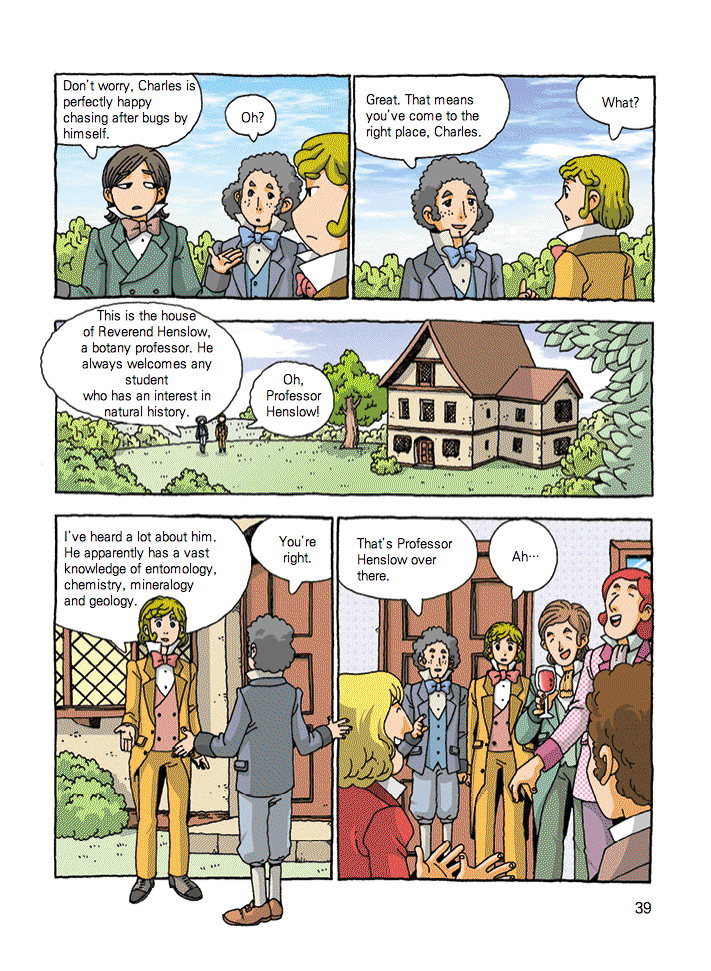 Don't worry, Charles is
perfectly happy
chasing after bugs by
himself.
Oh?
Great. That means
you've come to the
right place, Charles.
What?
This is the house
of Reverend Henslow,
a botany professor. He
always welcomes any
student
who has an interest in
natural history.
Oh,
Professor
Henslow!
I've heard a lot about him.
He apparently has a vast
knowledge of entomology,
chemistry, mineralogy
and geology.
You're
right.
That's Professor
Henslow over
there.
Ah…
39